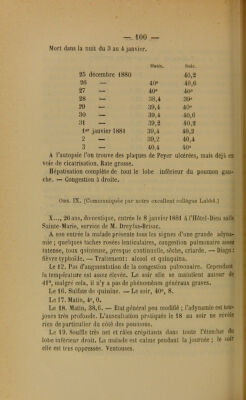 — 100 —
Mort dans la nuit du 3 au 4 janvier.
Matin. Soir.
25 décembre 1880 40,2
26 — 40° 40,6
27 — 40° 40°
28 — 38,4 39°
29 — 39,4 40°
30 — 39,4 40,6
31 — 39,2 40,2
1er janvier 1881 39,4 40,2
2 — 39,2 40,4
3 — 40,4 40°
A l'autopsie l'on trouve des plaques de Peyer ulcérées, mais déjà en
voie de cicatrisation. Rate grosse.
Hépatisation complète de tout le lobe inférieur du poumon gau-
che. — Congestion à droite.
OBS. IX. (Communiquée par notre excellent collègue Labbé.)
X..., 26 ans, domestique, entrée le 8 janvier 1881 à l'Hôtel-Dieu salle
Sainte-Marie, service de M. Dreyfus-Brisac.
A son entrée la malade présente tous les signes d'une grande adyna-
mie ; quelques taches rosées lenticulaires, congestion pulmonaire assez
intense, toux quinteuse, presque continuelle, sèche, criarde. — Diagn :
fièvre typhoïde. — Traitement : alcool et quinquina.
Le 12. Pas d'augmentation de la congestion pulmonaire. Cependant
la température est assez élevée. Le soir elle se maintient autour de
41°, malgré cela, il n'y a pas de phénomènes généraux graves.
Le 16. Sulfate de quinine. — Le soir, 40°, 8.
Le 17. Matin, 4°, 0.
Le 18. Matin, 38,6. — Etat général peu modifié ; l'adynamie est tou-
jours très profonde. L'auscultation pratiquée le 18 au soir ne révèle
rien de particulier du côté des poumons.
Le 19. Souffle très net et râles crépitants dans toute l'étendue du
lobe inférieur droit. La malade est calme pendant la journée ; le soir
elle est très oppressée. Ventouses.